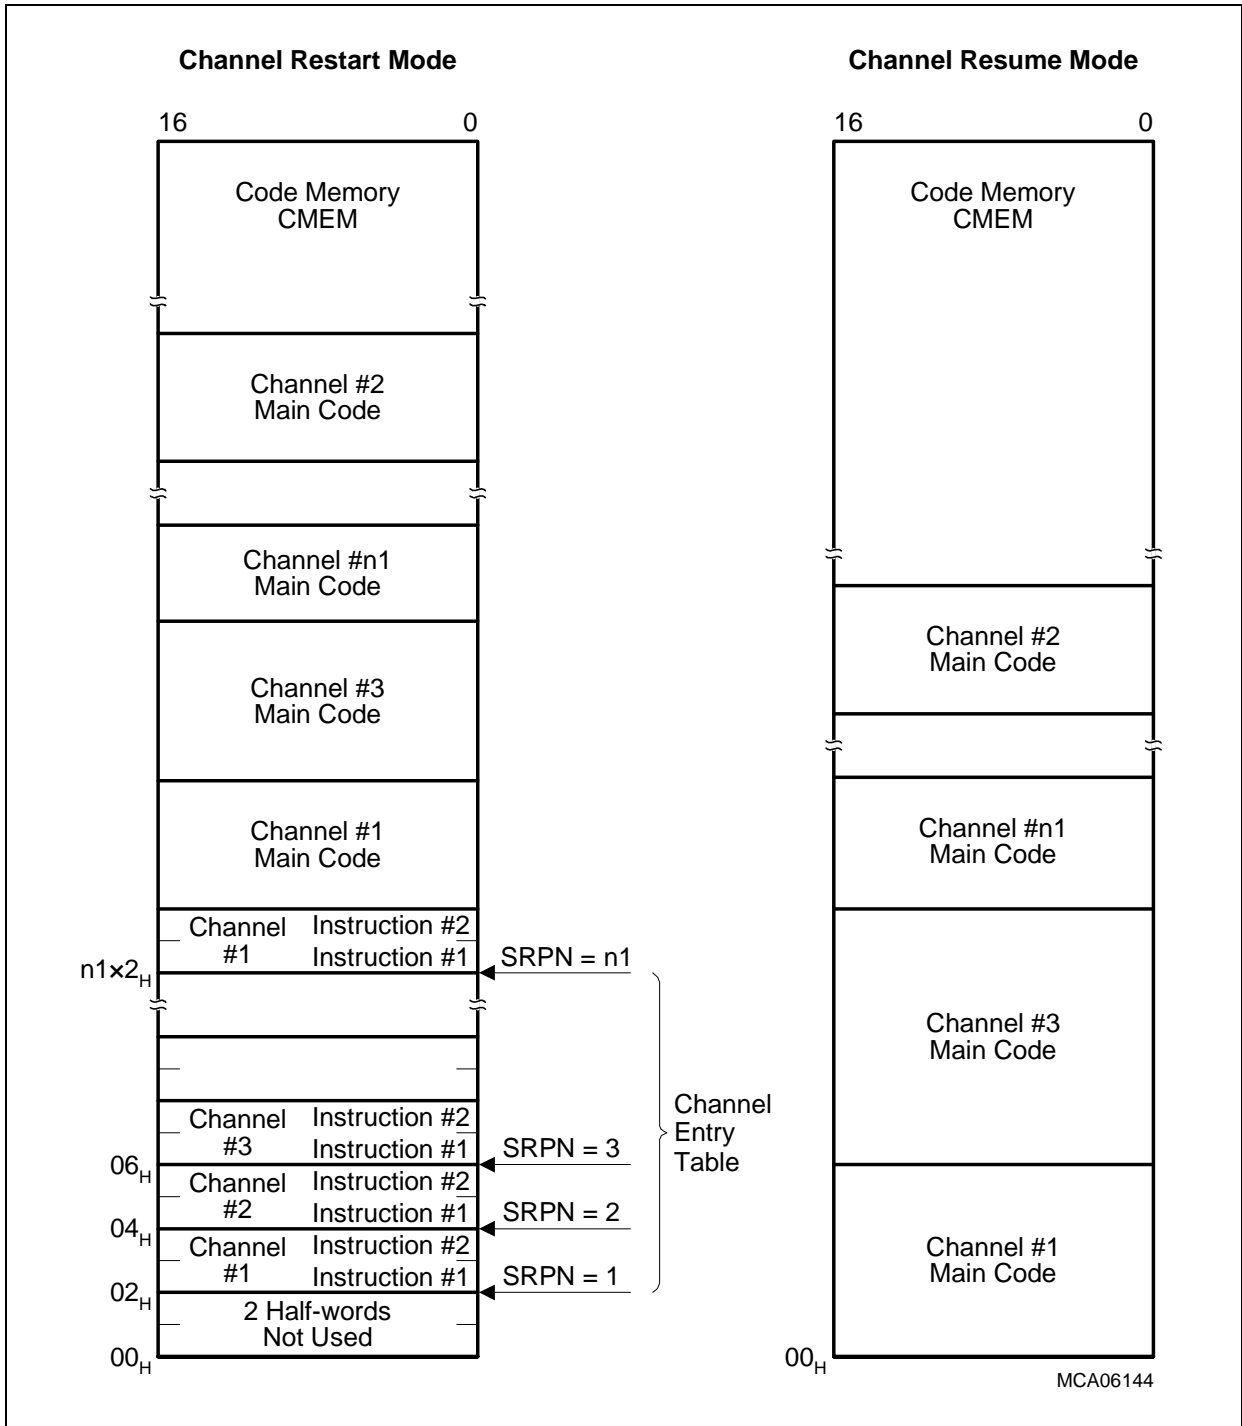 Channel Restart Mode
16 0
Code Memory
CMEM
Channel #2
Main Code
Channel #n1
Main Code
Channel #3
Main Code
Channel #1
Main Code
Channel
#1
Instruction #2
Instruction #1
n1×2H
SRPN = n1
Channel
#3
Instruction #2
Instruction #1
06H
SRPN = 3
Channel
#2
Instruction #2
Instruction #1
04H
SRPN = 2
Channel
#1
Instruction #2
Instruction #1
02H
SRPN = 1
2 Half-words
Not Used
00H
Channel
Entry
Table
Channel Resume Mode
16 0
Code Memory
CMEM
Channel #2
Main Code
Channel #n1
Main Code
Channel #3
Main Code
Channel #1
Main Code
00H
MCA06144